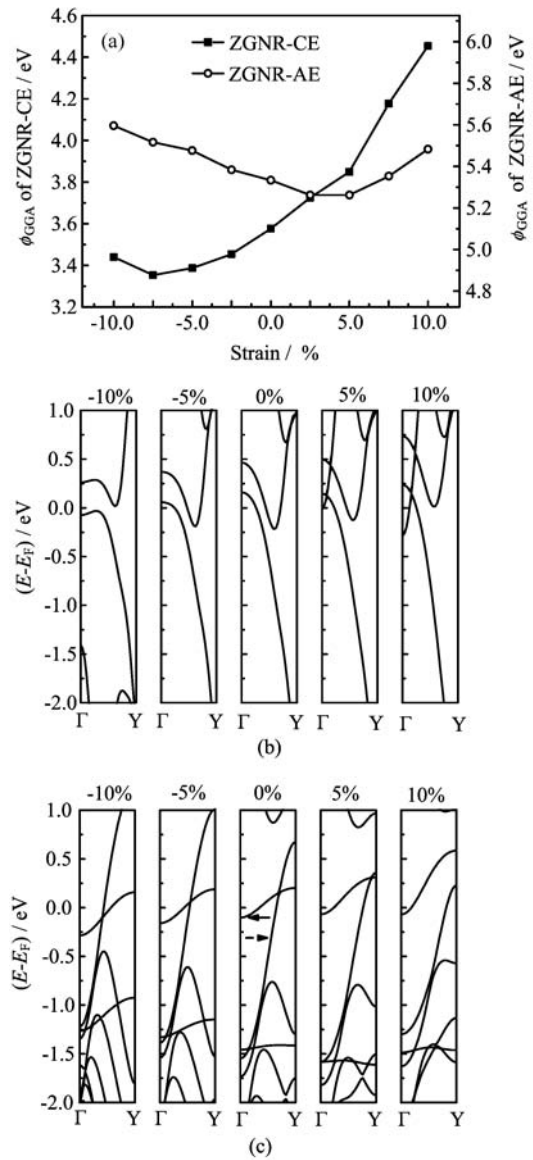 (a)
ZGNR-CE
ZGNR-AE
ϕGGA of ZGNR-CE / eV
4.6
4.4
4.2
4.0
3.8
3.6
3.4
3.2
ϕGGA of ZGNR-AE / eV
6.0
5.8
5.6
5.4
5.2
5.0
4.8
-10.0 -5.0 0.0 5.0 10.0
Strain / %
-10% -5% 0% 5% 10%
(E-EF) / eV
1.0
0.5
0.0
-0.5
-1.0
-1.5
-2.0
Γ Y Γ Y Γ Y Γ Y Γ Y
(b)
-10% -5% 0% 5% 10%
(E-EF) / eV
1.0
0.5
0.0
-0.5
-1.0
-1.5
-2.0
Γ Y Γ Y Γ Y Γ Y Γ Y
(c)